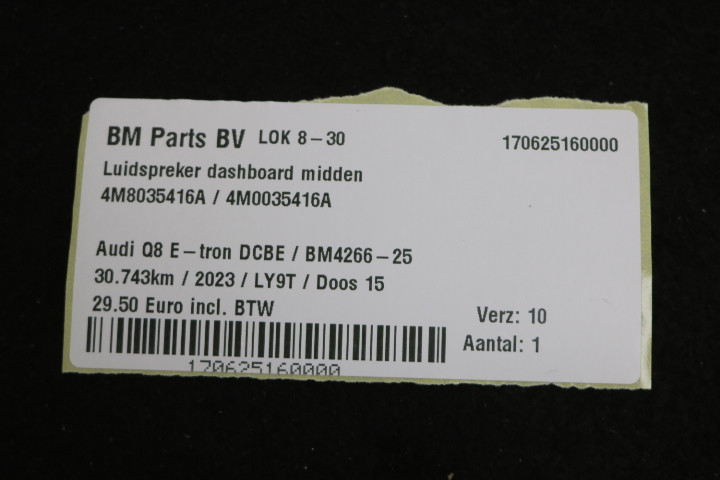 BM Parts BV LOK 8-30
170625160000
Luidspreker dashboard midden
4M8035416A / 4M0035416A
Audi Q8 E-tron DCBE / BM4266-25
30.743km / 2023 / LY9T / Doos 15
29.50 Euro incl. BTW
Verz: 10
Aantal: 1
170625160000